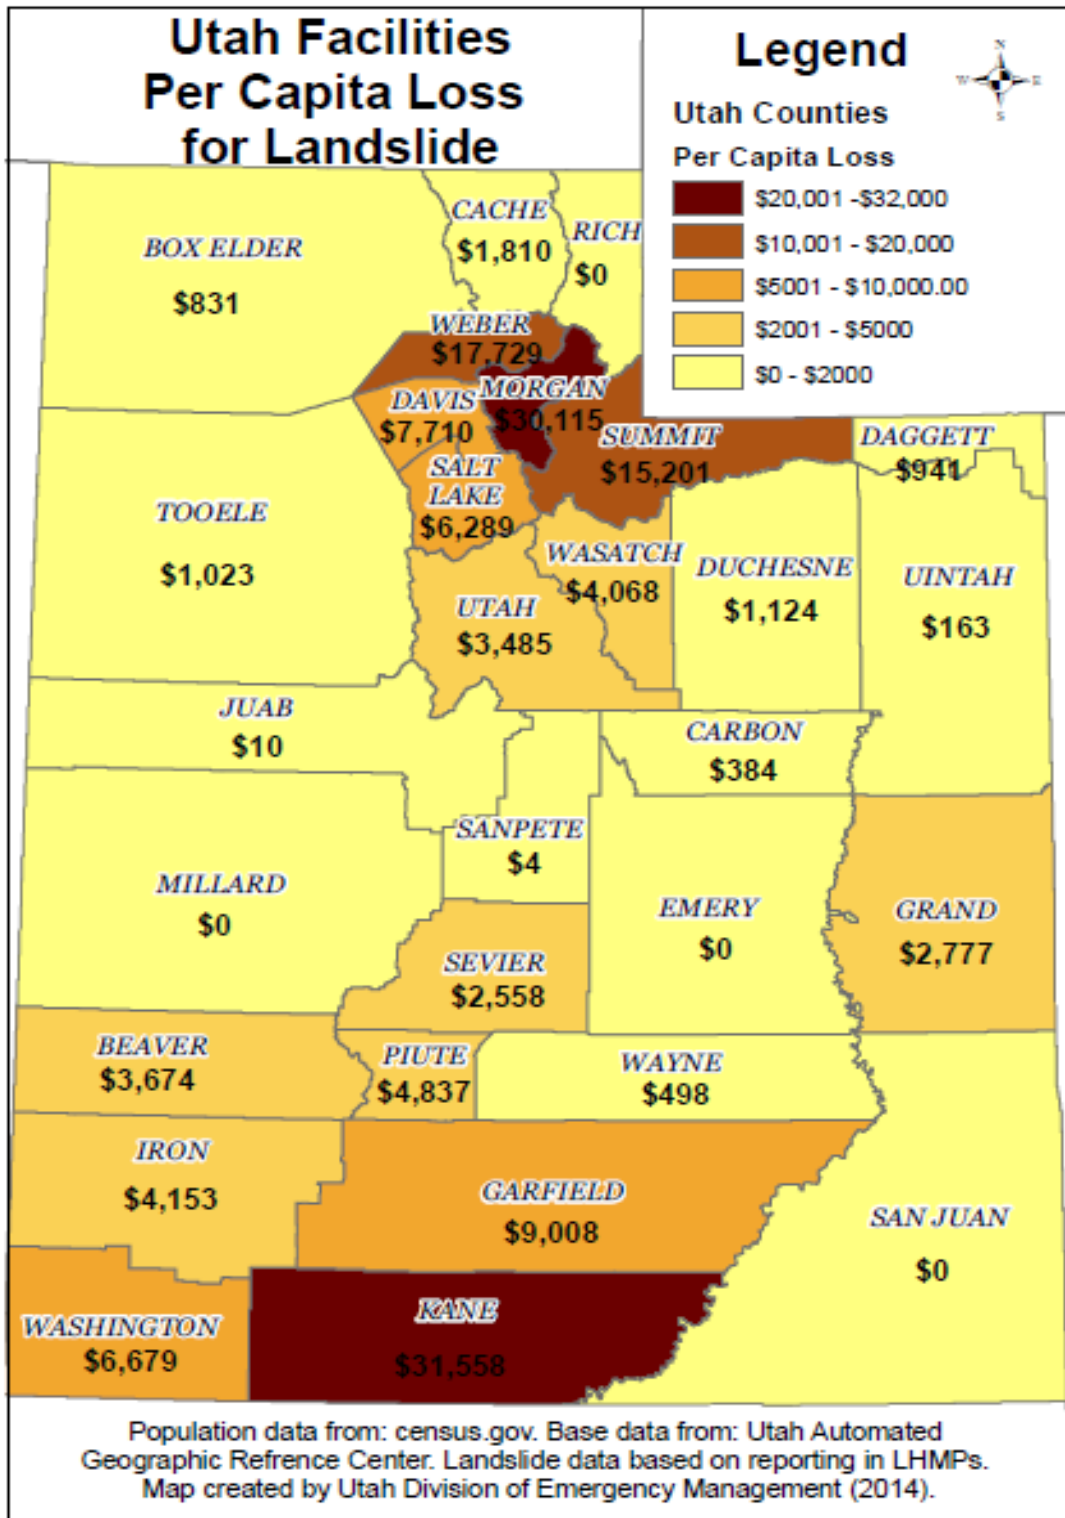 Utah Facilities
Per Capita Loss
for Landslide
Legend
N
W E
S
Utah Counties
Per Capita Loss
$20,001 -$32,000
$10,001 - $20,000
$5001 - $10,000.00
$2001 - $5000
$0 - $2000
BOX ELDER
$831
CACHE
$1,810
RICH
$0
WEBER
$17,729
MORGAN
$30,115
DAVIS
$7,710
SUMMIT
$15,201
DAGGETT
$941
SALT
LAKE
$6,289
TOOELE
$1,023
WASATCH
$4,068
DUCHESNE
$1,124
UINTAH
$163
UTAH
$3,485
JUAB
$10
CARBON
$384
SANPETE
$4
MILLARD
$0
EMERY
$0
GRAND
$2,777
SEVIER
$2,558
BEAVER
$3,674
PIUTE
$4,837
WAYNE
$498
IRON
$4,153
GARFIELD
$9,008
SAN JUAN
$0
WASHINGTON
$6,679
KANE
$31,558
Population data from: census.gov. Base data from: Utah Automated
Geographic Refrence Center. Landslide data based on reporting in LHMPs.
Map created by Utah Division of Emergency Management (2014).